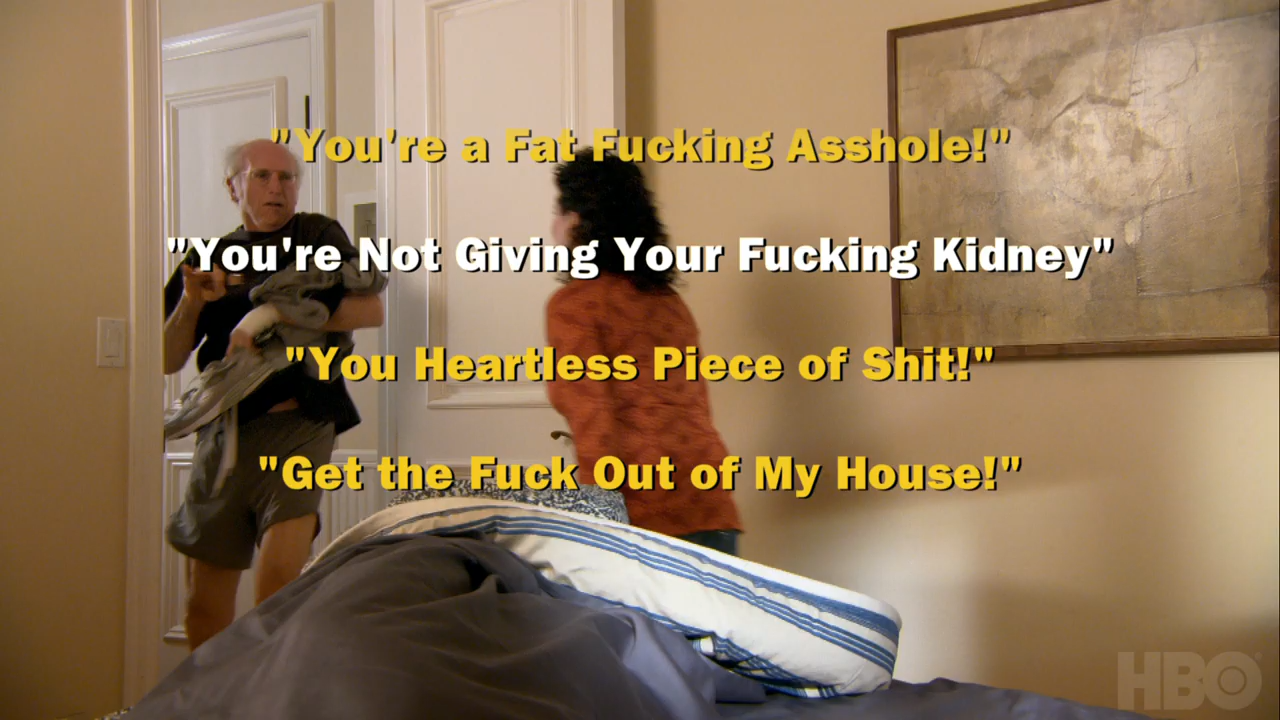 "You're a Fat Fucking Asshole!"
"You're Not Giving Your Fucking Kidney"
"You Heartless Piece of Shit!"
"Get the Fuck Out of My House!"
HBO